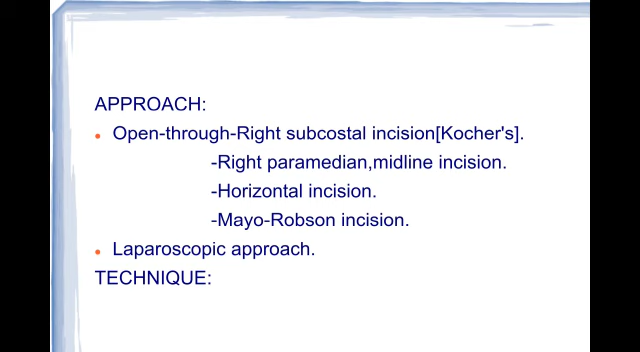 APPROACH:
Open-through-Right subcostal incision[Kocher's].
-Right paramedian,midline incision.
-Horizontal incision.
-Mayo-Robson incision.
Laparoscopic approach.
TECHNIQUE: